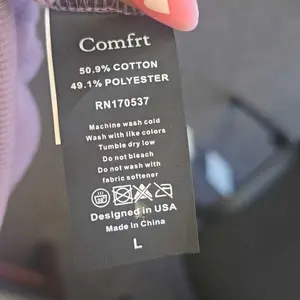 Comfrt
50.9% COTTON
49.1% POLYESTER
RN170537
Machine wash cold
Wash with like colors
Tumble dry low
Do not bleach
Do not wash with
fabric softener
Designed in USA
Made in China
L